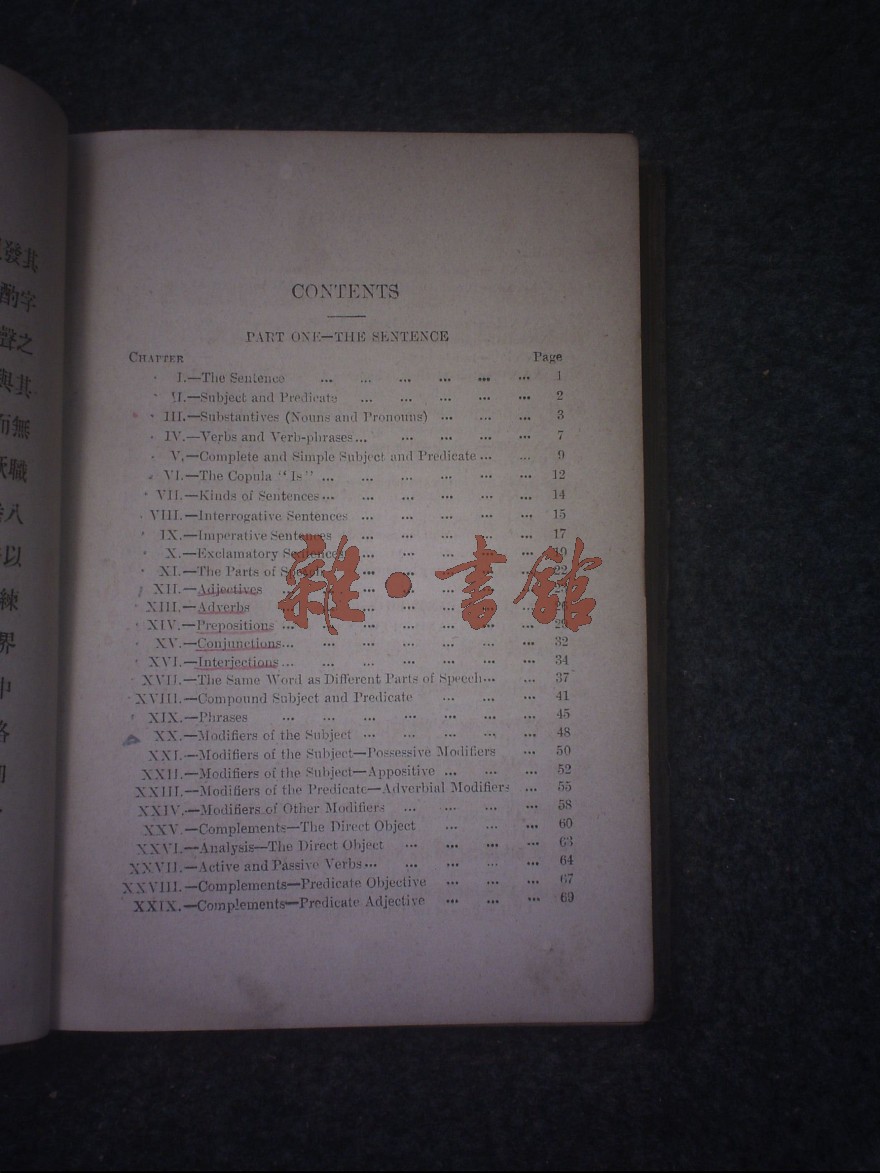 發其
酌字
聲之
與其
而無
職
八
以
練
界
中
CONTENTS
PART ONE—THE SENTENCE
CHAPTER Page
I.—The Sentence ... ... ... ... ... ... 1
II.—Subject and Predicate ... ... ... ... ... 2
III.—Substantives (Nouns and Pronouns) ... ... ... 3
IV.—Verbs and Verb-phrases... ... ... ... ... 7
V.—Complete and Simple Subject and Predicate ... ... 9
VI.—The Copula "Is" ... ... ... ... ... ... 12
VII.—Kinds of Sentences ... ... ... ... ... ... 14
VIII.—Interrogative Sentences ... ... ... ... ... 15
IX.—Imperative Sentences ... ... ... ... ... 17
X.—Exclamatory Sentences ... ... ... ... ... 19
XI.—The Parts of Speech ... ... ... ... ... 22
XII.—Adjectives ... ... ... ... ... ...
XIII.—Adverbs ... ... ... ... ... ...
XIV.—Prepositions ... ... ... ... ... ... 29
XV.—Conjunctions... ... ... ... ... ... ... 32
XVI.—Interjections ... ... ... ... ... ... ... 34
XVII.—The Same Word as Different Parts of Speech... ... 37
XVIII.—Compound Subject and Predicate ... ... ... 41
XIX.—Phrases ... ... ... ... ... ... ... 45
XX.—Modifiers of the Subject ... ... ... ... ... 48
XXI.—Modifiers of the Subject—Possessive Modifiers ... 50
XXII.—Modifiers of the Subject—Appositive ... ... ... 52
XXIII.—Modifiers of the Predicate—Adverbial Modifiers ... 55
XXIV.—Modifiers of Other Modifiers ... ... ... ... 58
XXV.—Complements—The Direct Object ... ... ... 60
XXVI.—Analysis—The Direct Object ... ... ... ... 63
XXVII.—Active and Passive Verbs... ... ... ... ... 64
XXVIII.—Complements—Predicate Objective ... ... ... 67
XXIX.—Complements—Predicate Adjective ... ... ... 69
雜·書館